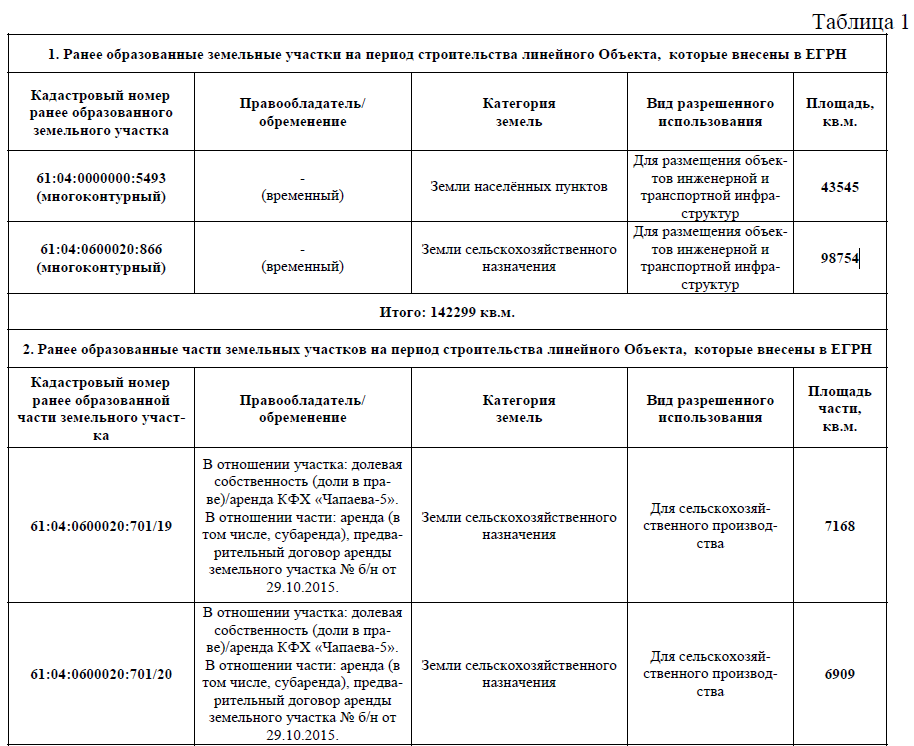 Таблица 1
1. Ранее образованные земельные участки на период строительства линейного Объекта, которые внесены в ЕГРН
Кадастровый номер
ранее образованного
земельного участка
Правообладатель/
обременение
Категория
земель
Вид разрешенного
использования
Площадь,
кв.м.
61:04:0000000:5493
(многоконтурный)
-
(временный)
Земли населённых пунктов
Для размещения объек-
тов инженерной и
транспортной инфра-
структур
43545
61:04:0600020:866
(многоконтурный)
-
(временный)
Земли сельскохозяйственного
назначения
Для размещения объек-
тов инженерной и
транспортной инфра-
структур
98754
Итого: 142299 кв.м.
2. Ранее образованные части земельных участков на период строительства линейного Объекта, которые внесены в ЕГРН
Кадастровый номер
ранее образованной
части земельного участ-
ка
Правообладатель/
обременение
Категория
земель
Вид разрешенного
использования
Площадь
части,
кв.м.
61:04:0600020:701/19
В отношении участка: долевая
собственность (доли в пра-
ве)/аренда КФХ «Чапаева-5».
В отношении части: аренда (в
том числе, субаренда), предва-
рительный договор аренды
земельного участка № б/н от
29.10.2015.
Земли сельскохозяйственного
назначения
Для сельскохозяй-
ственного производ-
ства
7168
61:04:0600020:701/20
В отношении участка: долевая
собственность (доли в пра-
ве)/аренда КФХ «Чапаева-5».
В отношении части: аренда (в
том числе, субаренда), предва-
рительный договор аренды
земельного участка № б/н от
29.10.2015.
Земли сельскохозяйственного
назначения
Для сельскохозяй-
ственного производ-
ства
6909